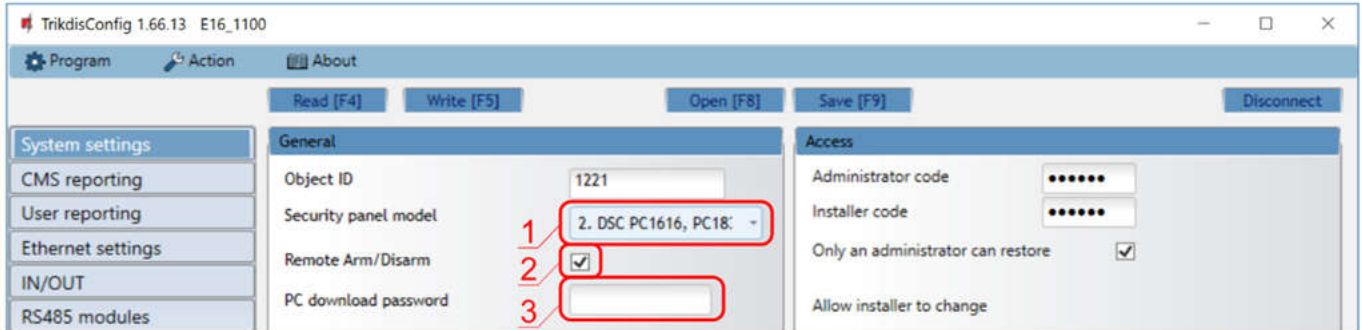 TrikdisConfig 1.66.13 E16_1100
Program Action About
Read [F4] Write [F5] Open [F8] Save [F9] Disconnect
System settings
CMS reporting
User reporting
Ethernet settings
IN/OUT
RS485 modules
General
Object ID 1221
Security panel model 2. DSC PC1616, PC18
1
Remote Arm/Disarm
2
PC download password
3
Access
Administrator code ••••••
Installer code ••••••
Only an administrator can restore
Allow installer to change